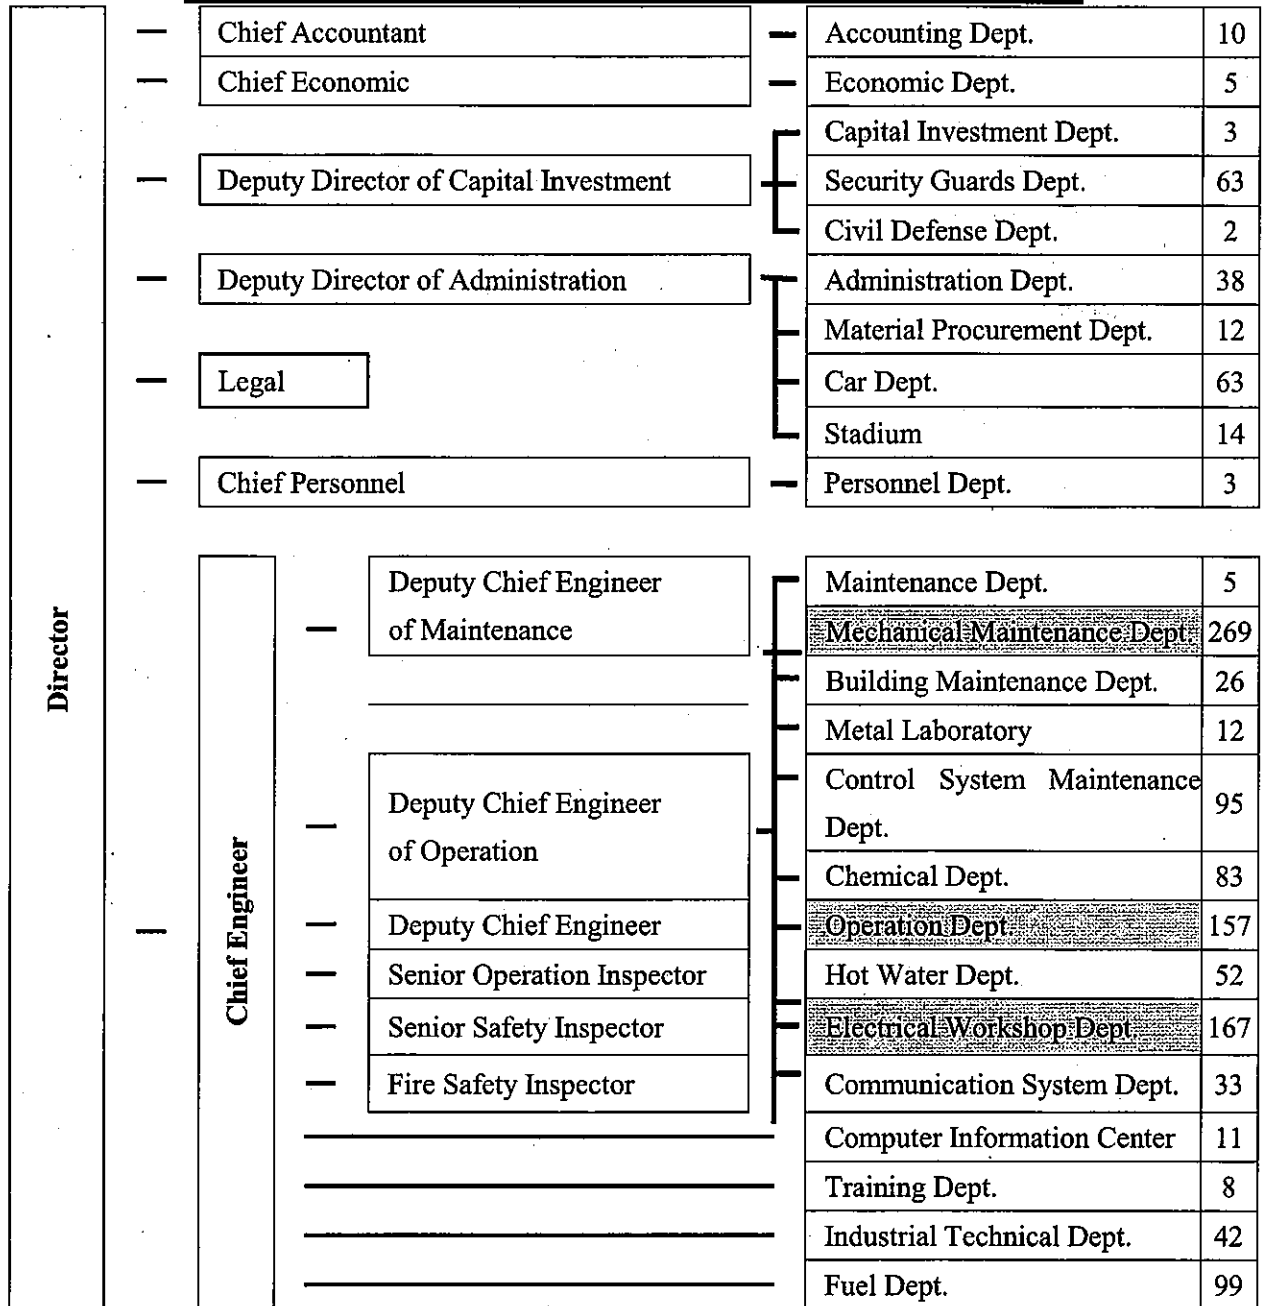 Chief Accountant Accounting Dept. 10
Chief Economic Economic Dept. 5
Capital Investment Dept. 3
Deputy Director of Capital Investment Security Guards Dept. 63
Civil Defense Dept. 2
Deputy Director of Administration Administration Dept. 38
Material Procurement Dept. 12
Legal Car Dept. 63
Stadium 14
Chief Personnel Personnel Dept. 3
Director
Chief Engineer
Deputy Chief Engineer
of Maintenance
Maintenance Dept. 5
Mechanical Maintenance Dept. 269
Building Maintenance Dept. 26
Metal Laboratory 12
Deputy Chief Engineer
of Operation
Control System Maintenance
Dept. 95
Chemical Dept. 83
Deputy Chief Engineer Operation Dept. 157
Senior Operation Inspector Hot Water Dept. 52
Senior Safety Inspector Electrical Workshop Dept 167
Fire Safety Inspector Communication System Dept. 33
Computer Information Center 11
Training Dept. 8
Industrial Technical Dept. 42
Fuel Dept. 99